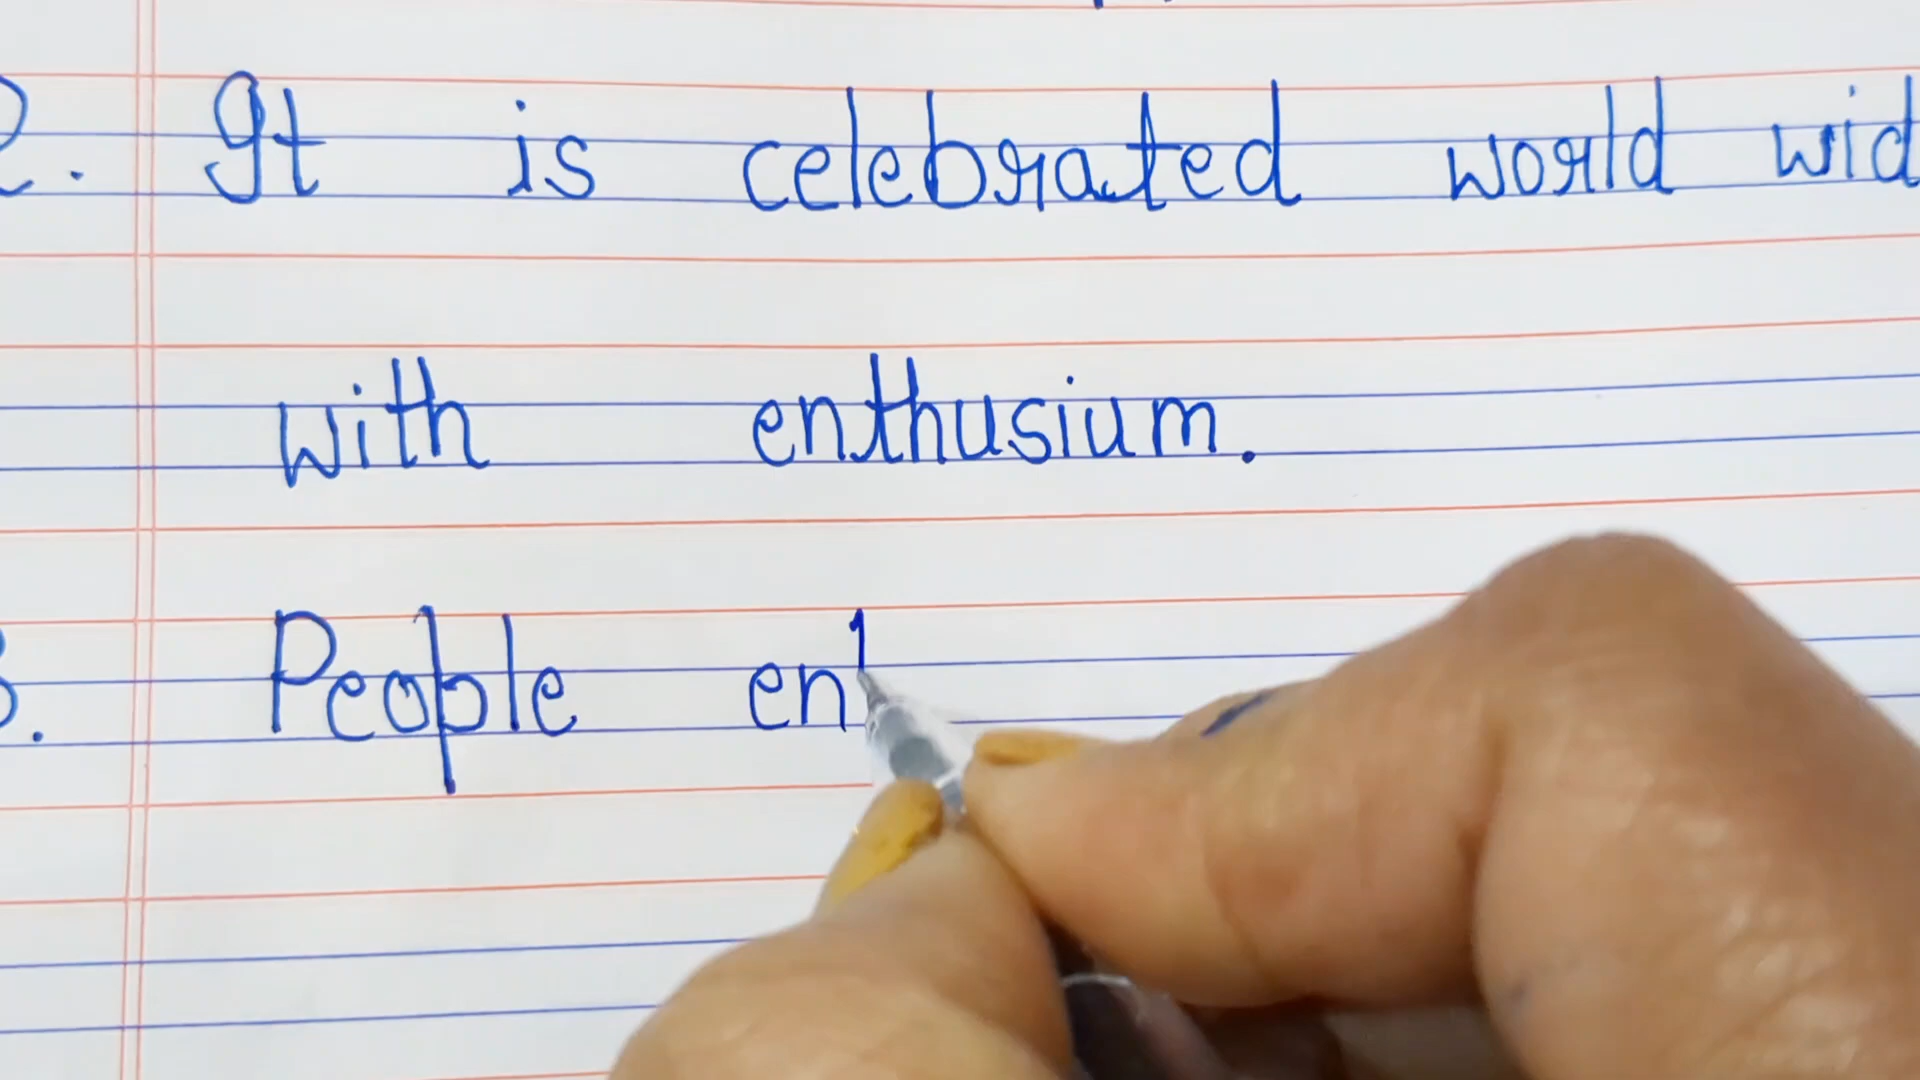 2. It is celebrated world wid
with enthusium.
3. People en